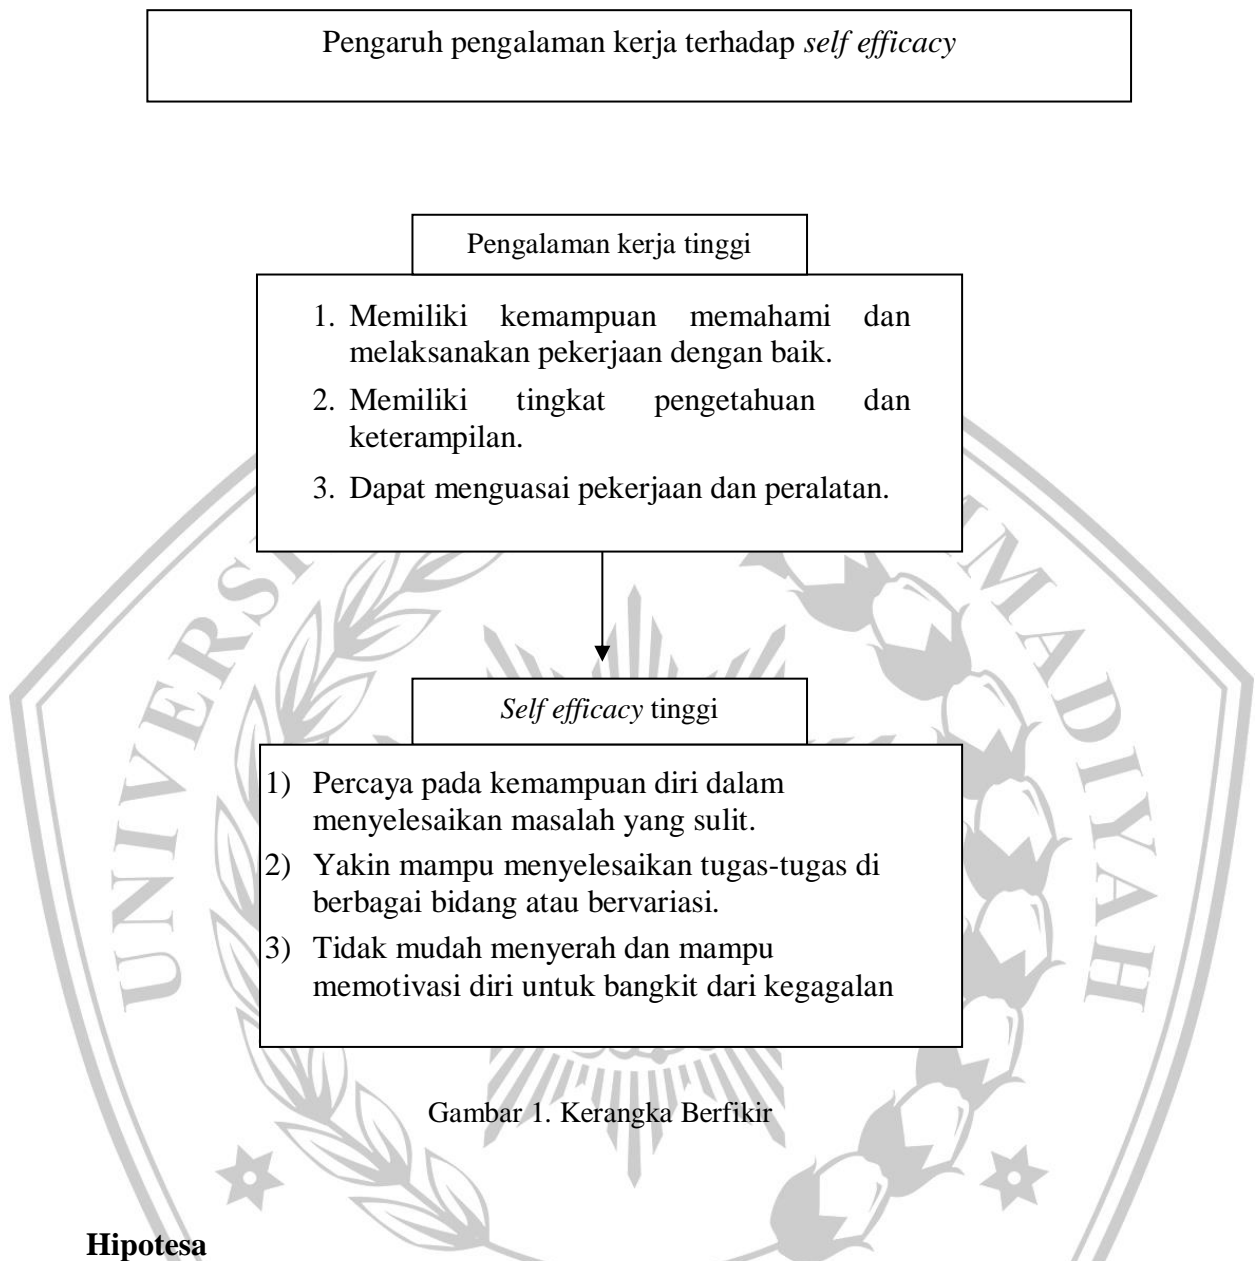 Pengaruh pengalaman kerja terhadap self efficacy
Pengalaman kerja tinggi
1. Memiliki kemampuan memahami dan
melaksanakan pekerjaan dengan baik.
2. Memiliki tingkat pengetahuan dan
keterampilan.
3. Dapat menguasai pekerjaan dan peralatan.
Self efficacy tinggi
1) Percaya pada kemampuan diri dalam
menyelesaikan masalah yang sulit.
2) Yakin mampu menyelesaikan tugas-tugas di
berbagai bidang atau bervariasi.
3) Tidak mudah menyerah dan mampu
memotivasi diri untuk bangkit dari kegagalan
Gambar 1. Kerangka Berfikir
Hipotesa